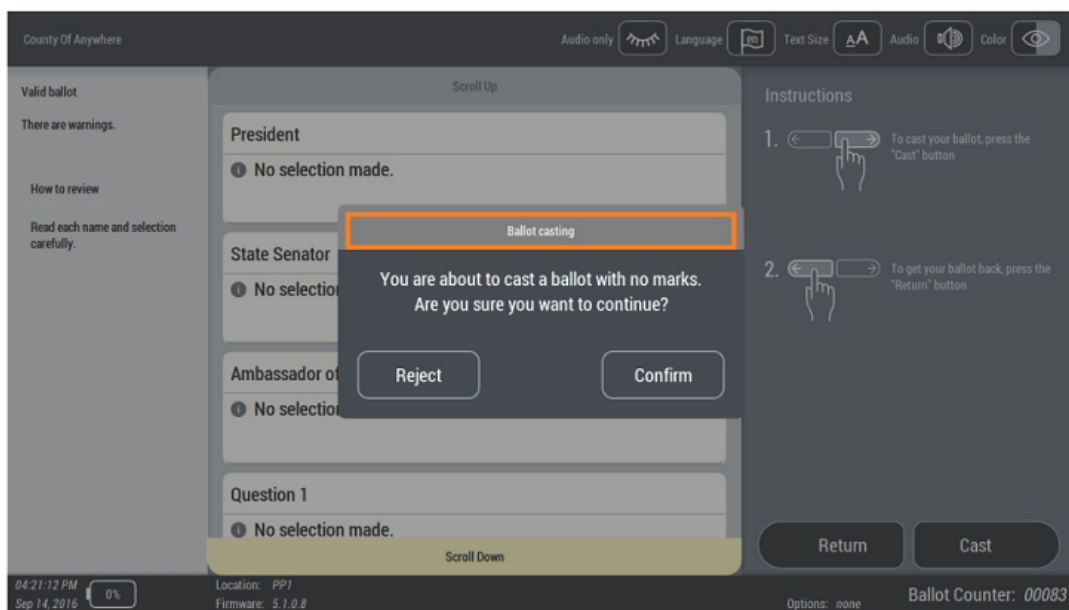 County Of Anywhere
Audio only
Language
en
Text Size
AA
Audio
Color
Valid ballot
There are warnings.
How to review
Read each name and selection
carefully.
Scroll Up
President
No selection made.
State Senator
No selection
Ambassador of
No selection
Question 1
No selection made.
Scroll Down
Ballot casting
You are about to cast a ballot with no marks.
Are you sure you want to continue?
Reject
Confirm
Instructions
1.
To cast your ballot, press the
"Cast" button
2.
To get your ballot back, press the
"Return" button
Return
Cast
04:21:12 PM
Sep 14, 2016
0%
Location: PP1
Firmware: 5.1.0.8
Options: none
Ballot Counter: 00083